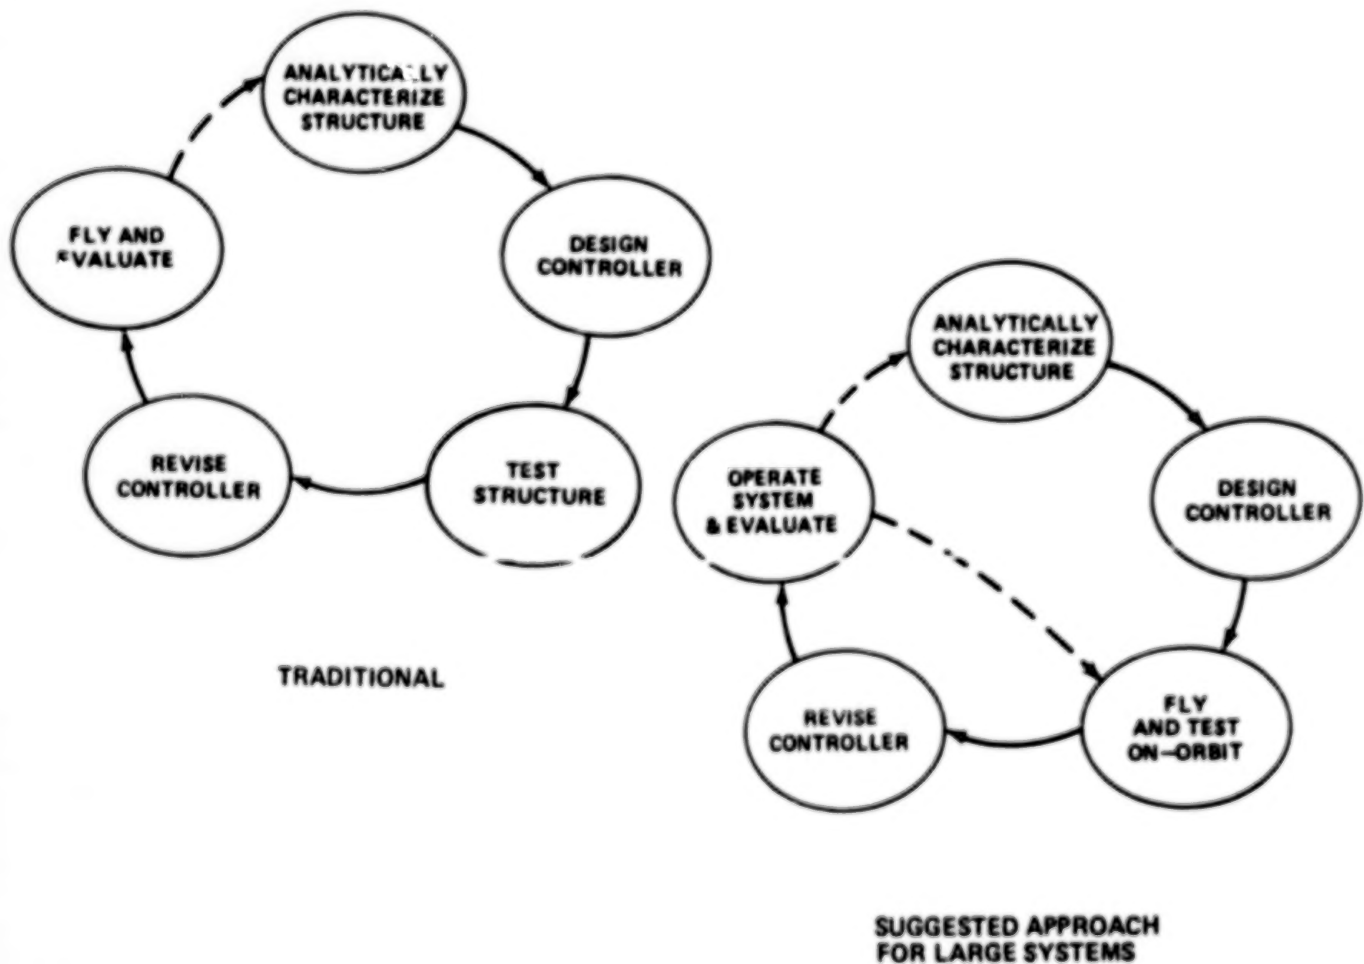 ANALYTICALLY
CHARACTERIZE
STRUCTURE
DESIGN
CONTROLLER
TEST
STRUCTURE
REVISE
CONTROLLER
FLY AND
EVALUATE
TRADITIONAL
ANALYTICALLY
CHARACTERIZE
STRUCTURE
DESIGN
CONTROLLER
FLY
AND TEST
ON-ORBIT
REVISE
CONTROLLER
OPERATE
SYSTEM
& EVALUATE
SUGGESTED APPROACH
FOR LARGE SYSTEMS